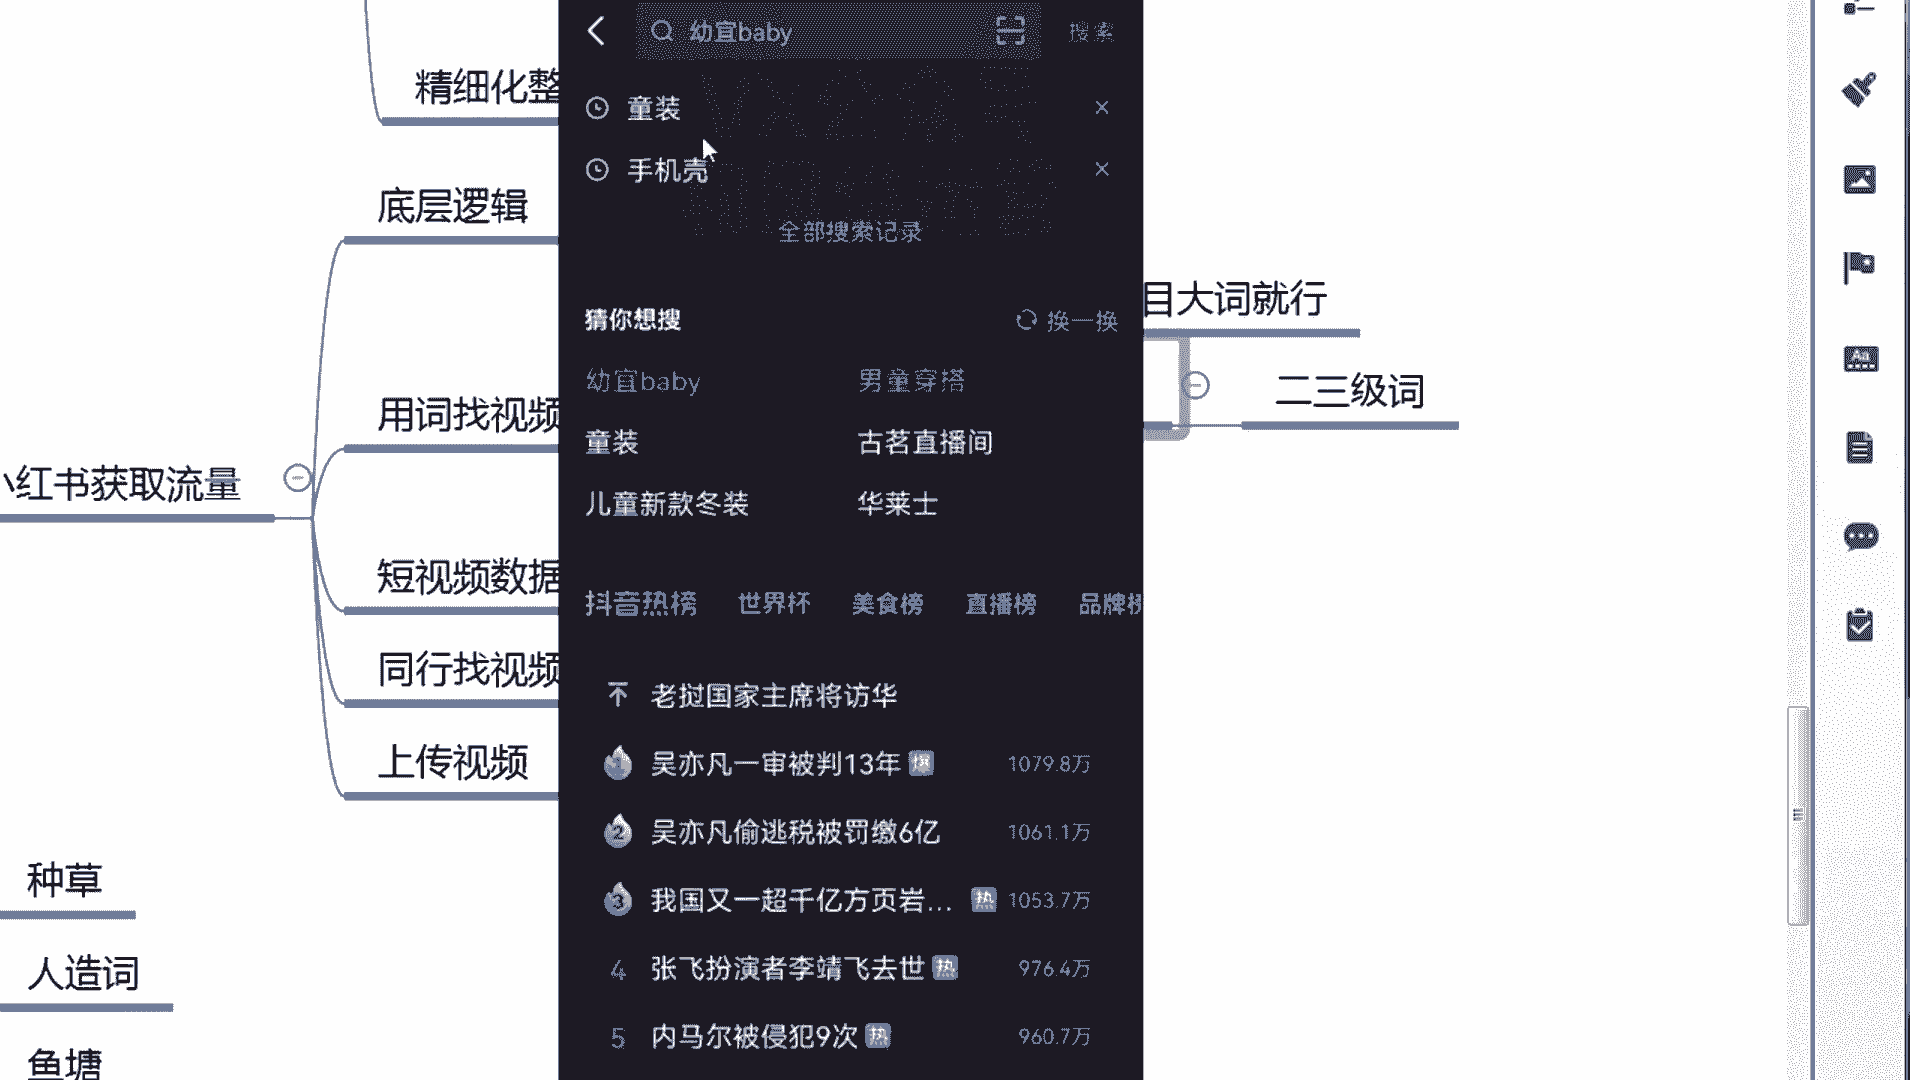 幼宜baby
搜索
童装
手机壳
全部搜索记录
猜你想搜
换一换
幼宜baby
男童穿搭
童装
古茗直播间
儿童新款冬装
华莱士
抖音热榜
世界杯
美食榜
直播榜
品牌榜
老挝国家主席将访华
1 吴亦凡一审被判13年 爆 1079.8万
2 吴亦凡偷逃税被罚缴6亿 1061.1万
3 我国又一超千亿方页岩... 热 1053.7万
4 张飞扮演者李靖飞去世 热 976.4万
5 内马尔被侵犯9次 热 960.7万
精细化整
底层逻辑
用词找视频
小红书获取流量
短视频数据
同行找视频
上传视频
种草
人造词
鱼塘
目大词就行
二三级词
Aa